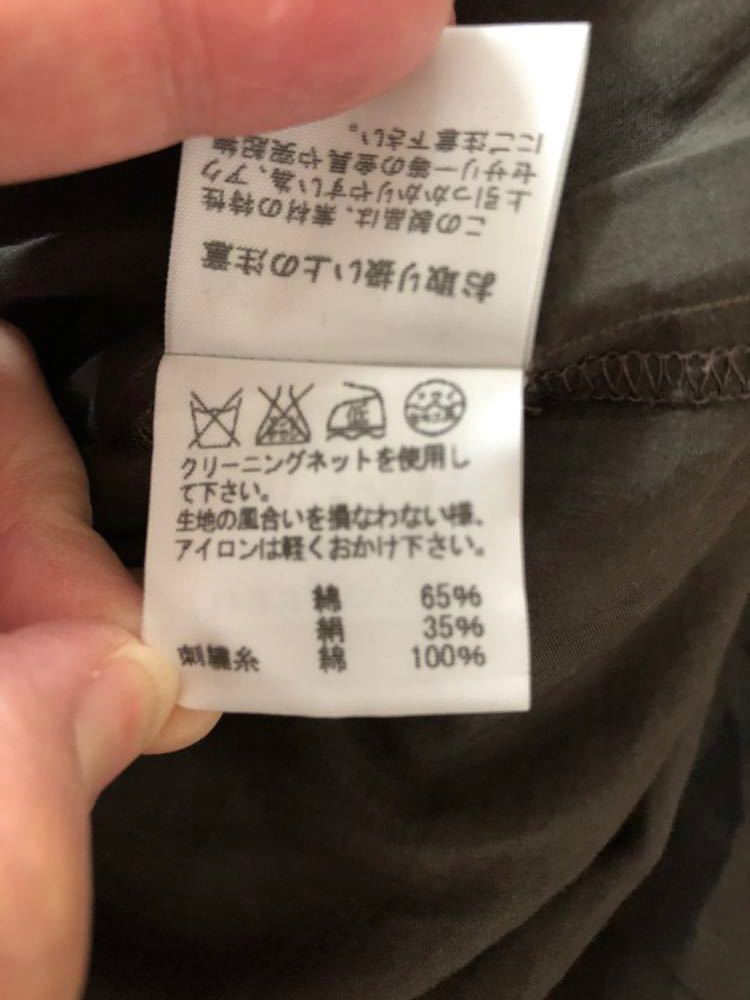 お取り扱い上の注意
この製品は、素材の特性
上引っかかりやすい為、アク
セサリー等の金具や突起物
にご注意下さい。
低
クリーニングネットを使用し
て下さい。
生地の風合いを損なわない様、
アイロンは軽くおかけ下さい。
綿 65%
絹 35%
刺繍糸 綿 100%